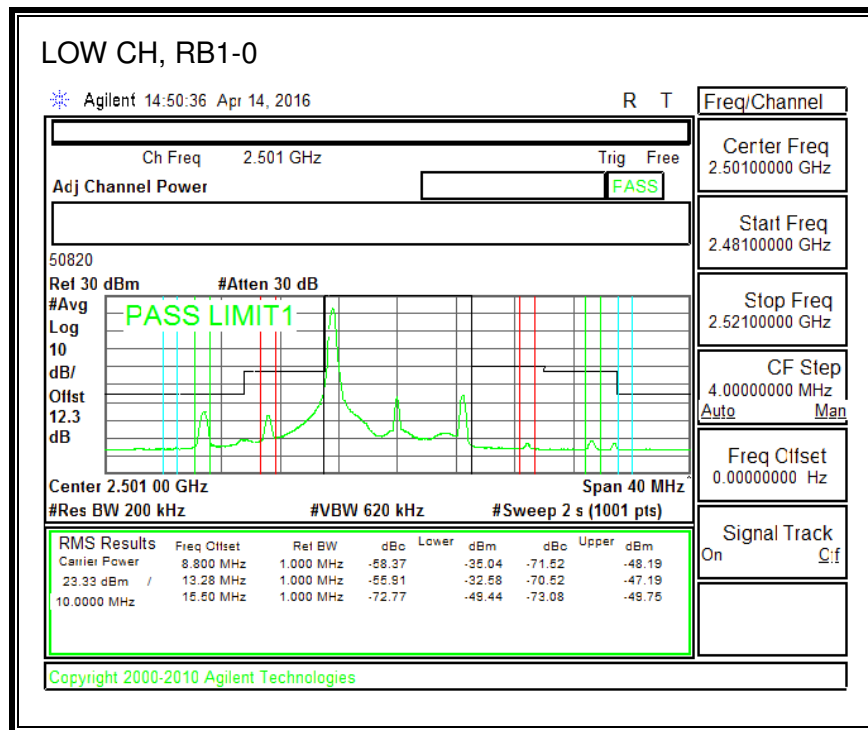 LOW CH, RB1-0
Agilent 14:50:36 Apr 14, 2016 R T
Freq/Channel
Ch Freq 2.501 GHz Trig Free
Adj Channel Power PASS
Center Freq
2.50100000 GHz
Start Freq
2.48100000 GHz
Stop Freq
2.52100000 GHz
CF Step
4.00000000 MHz
Auto Man
Freq Offset
0.00000000 Hz
Signal Track
On
50820
Ref 30 dBm #Atten 30 dB
#Avg
Log
10
dB/
Offst
12.3
dB
PASS LIMIT1
Center 2.501 00 GHz Span 40 MHz
#Res BW 200 kHz #VBW 620 kHz #Sweep 2 s (1001 pts)
RMS Results Freq Offset Ref BW dBc Lower dBm dBc Upper dBm
Carrier Power 8.800 MHz 1.000 MHz -58.37 -35.04 -71.52 -48.19
23.33 dBm / 13.28 MHz 1.000 MHz -55.91 -32.58 -70.52 -47.19
10.0000 MHz 15.50 MHz 1.000 MHz -72.77 -49.44 -73.08 -49.75
Copyright 2000-2010 Agilent Technologies